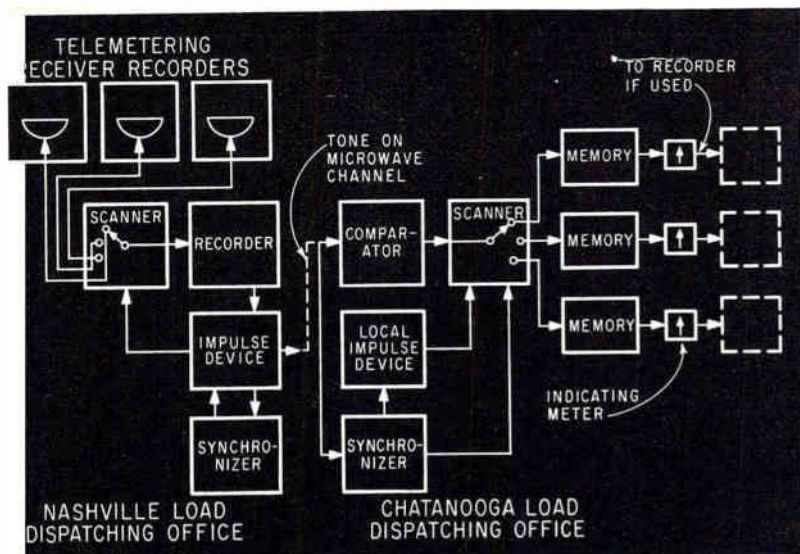 TELEMETERING
RECEIVER RECORDERS
TO RECORDER
IF USED
TONE ON
MICROWAVE
CHANNEL
MEMORY
SCANNER
RECORDER
COMPAR-
ATOR
SCANNER
MEMORY
IMPULSE
DEVICE
LOCAL
IMPULSE
DEVICE
MEMORY
INDICATING
METER
SYNCHRO-
NIZER
SYNCHRO-
NIZER
NASHVILLE LOAD
DISPATCHING OFFICE
CHATANOOGA LOAD
DISPATCHING OFFICE